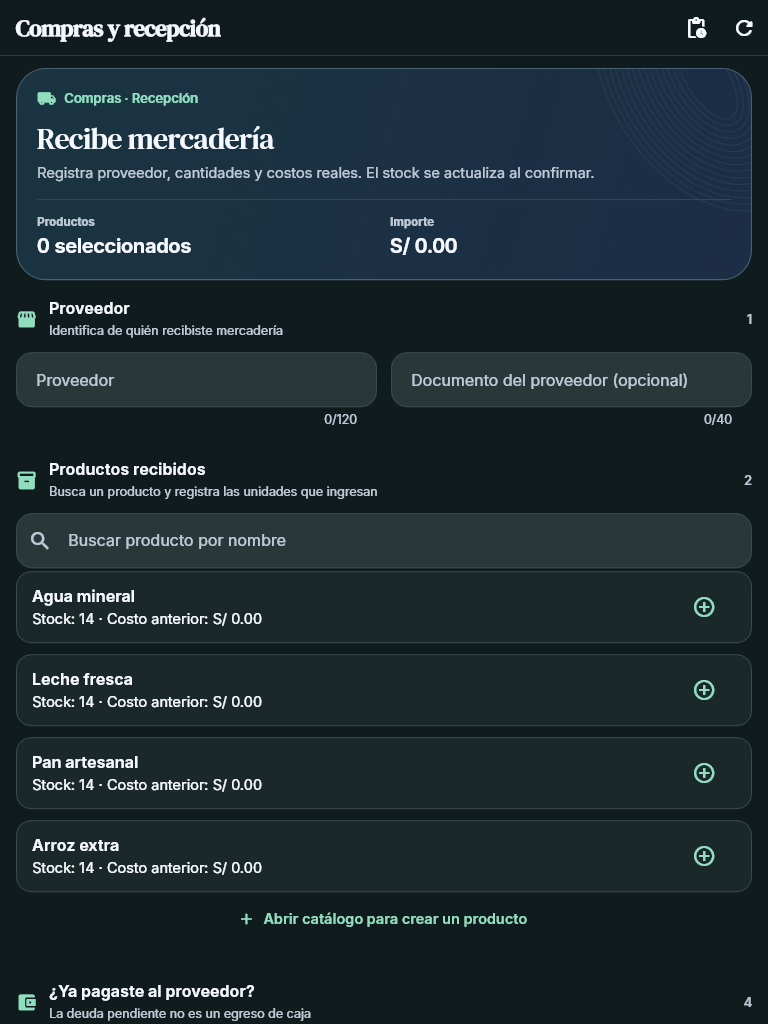 Compras y recepción
Compras · Recepción
Recibe mercadería
Registra proveedor, cantidades y costos reales. El stock se actualiza al confirmar.
Productos
0 seleccionados
Importe
S/ 0.00
Proveedor
Identifica de quién recibiste mercadería
1
Proveedor
0/120
Documento del proveedor (opcional)
0/40
Productos recibidos
Busca un producto y registra las unidades que ingresan
2
Buscar producto por nombre
Agua mineral
Stock: 14 · Costo anterior: S/ 0.00
Leche fresca
Stock: 14 · Costo anterior: S/ 0.00
Pan artesanal
Stock: 14 · Costo anterior: S/ 0.00
Arroz extra
Stock: 14 · Costo anterior: S/ 0.00
+ Abrir catálogo para crear un producto
¿Ya pagaste al proveedor?
La deuda pendiente no es un egreso de caja
4